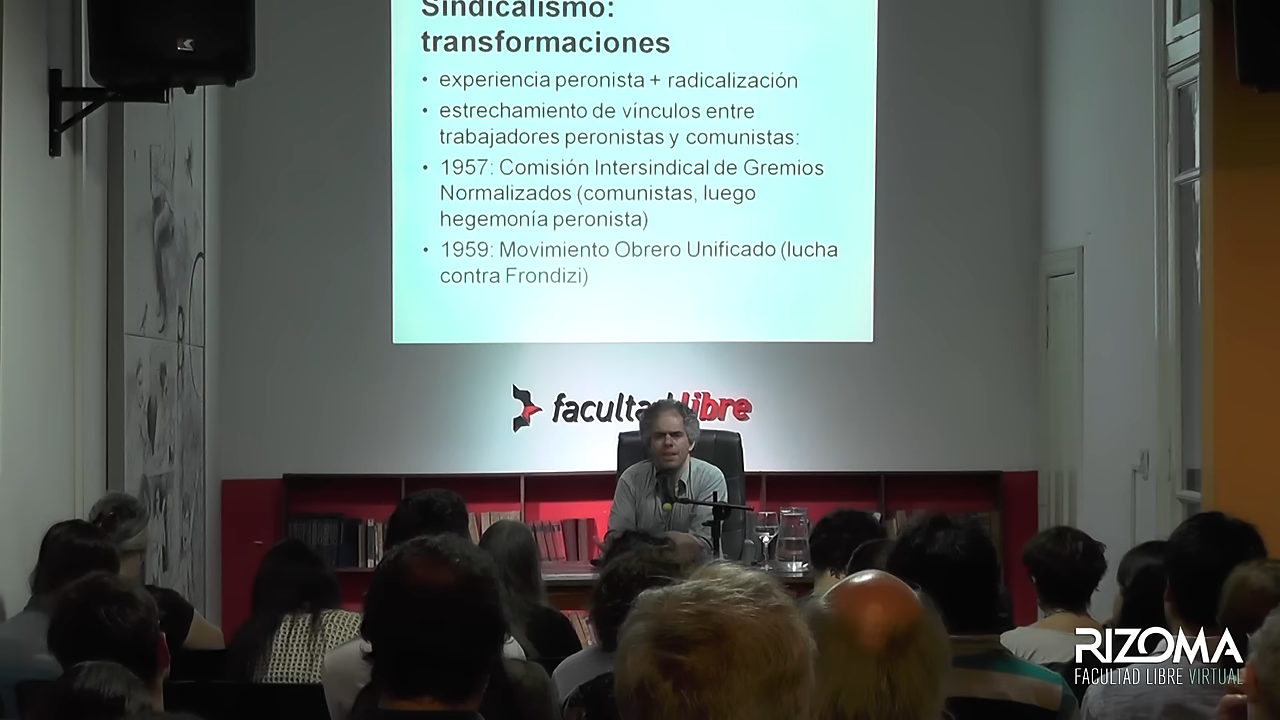 Sindicalismo:
transformaciones
• experiencia peronista + radicalización
• estrechamiento de vínculos entre
trabajadores peronistas y comunistas:
• 1957: Comisión Intersindical de Gremios
Normalizados (comunistas, luego
hegemonía peronista)
• 1959: Movimiento Obrero Unificado (lucha
contra Frondizi)
facultad libre
RIZOMA
FACULTAD LIBRE VIRTUAL